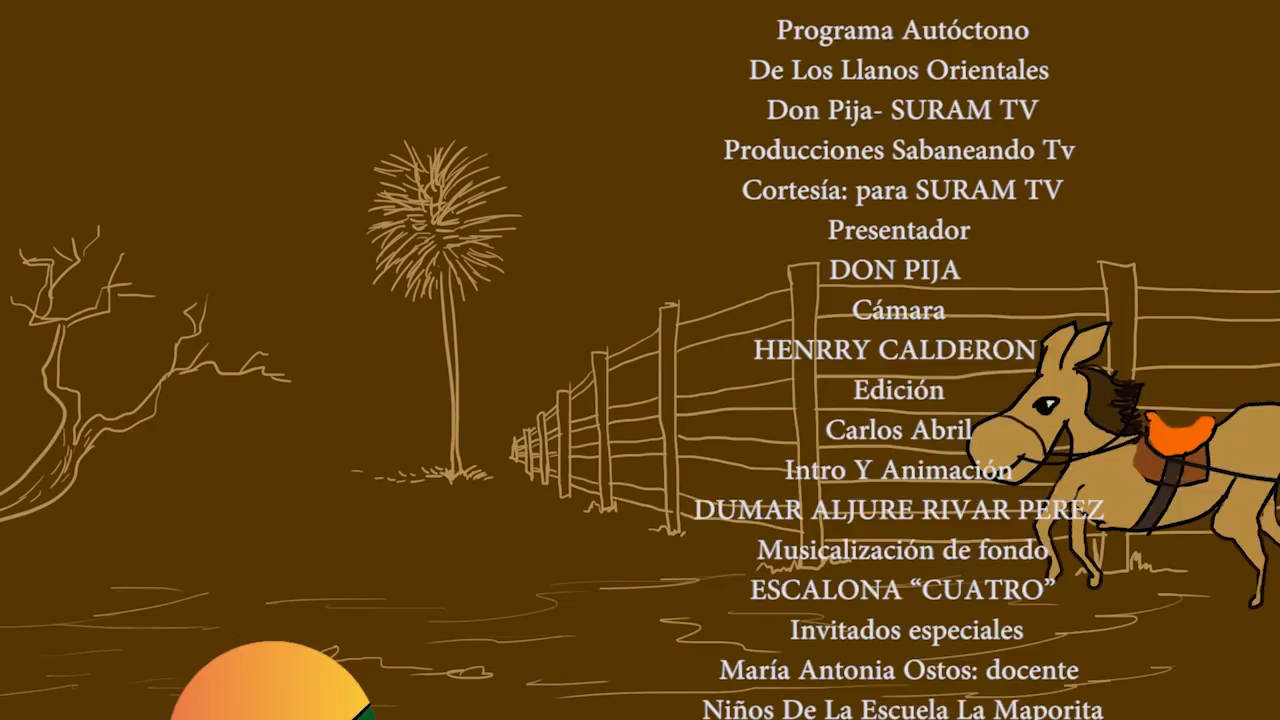 Programa Autóctono
De Los Llanos Orientales
Don Pija- SURAM TV
Producciones Sabaneando Tv
Cortesía: para SURAM TV
Presentador
DON PIJA
Cámara
HENRRY CALDERON
Edición
Carlos Abril
Intro Y Animación
DUMAR ALJURE RIVAR PEREZ
Musicalización de fondo
ESCALONA “CUATRO”
Invitados especiales
María Antonia Ostos: docente
Niños De La Escuela La Maporita